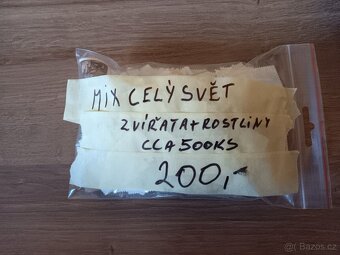 MIX CELÝ SVĚT
ZVÍŘATA+ROSTLINY
CCA 500KS
200,-
Bazos.cz